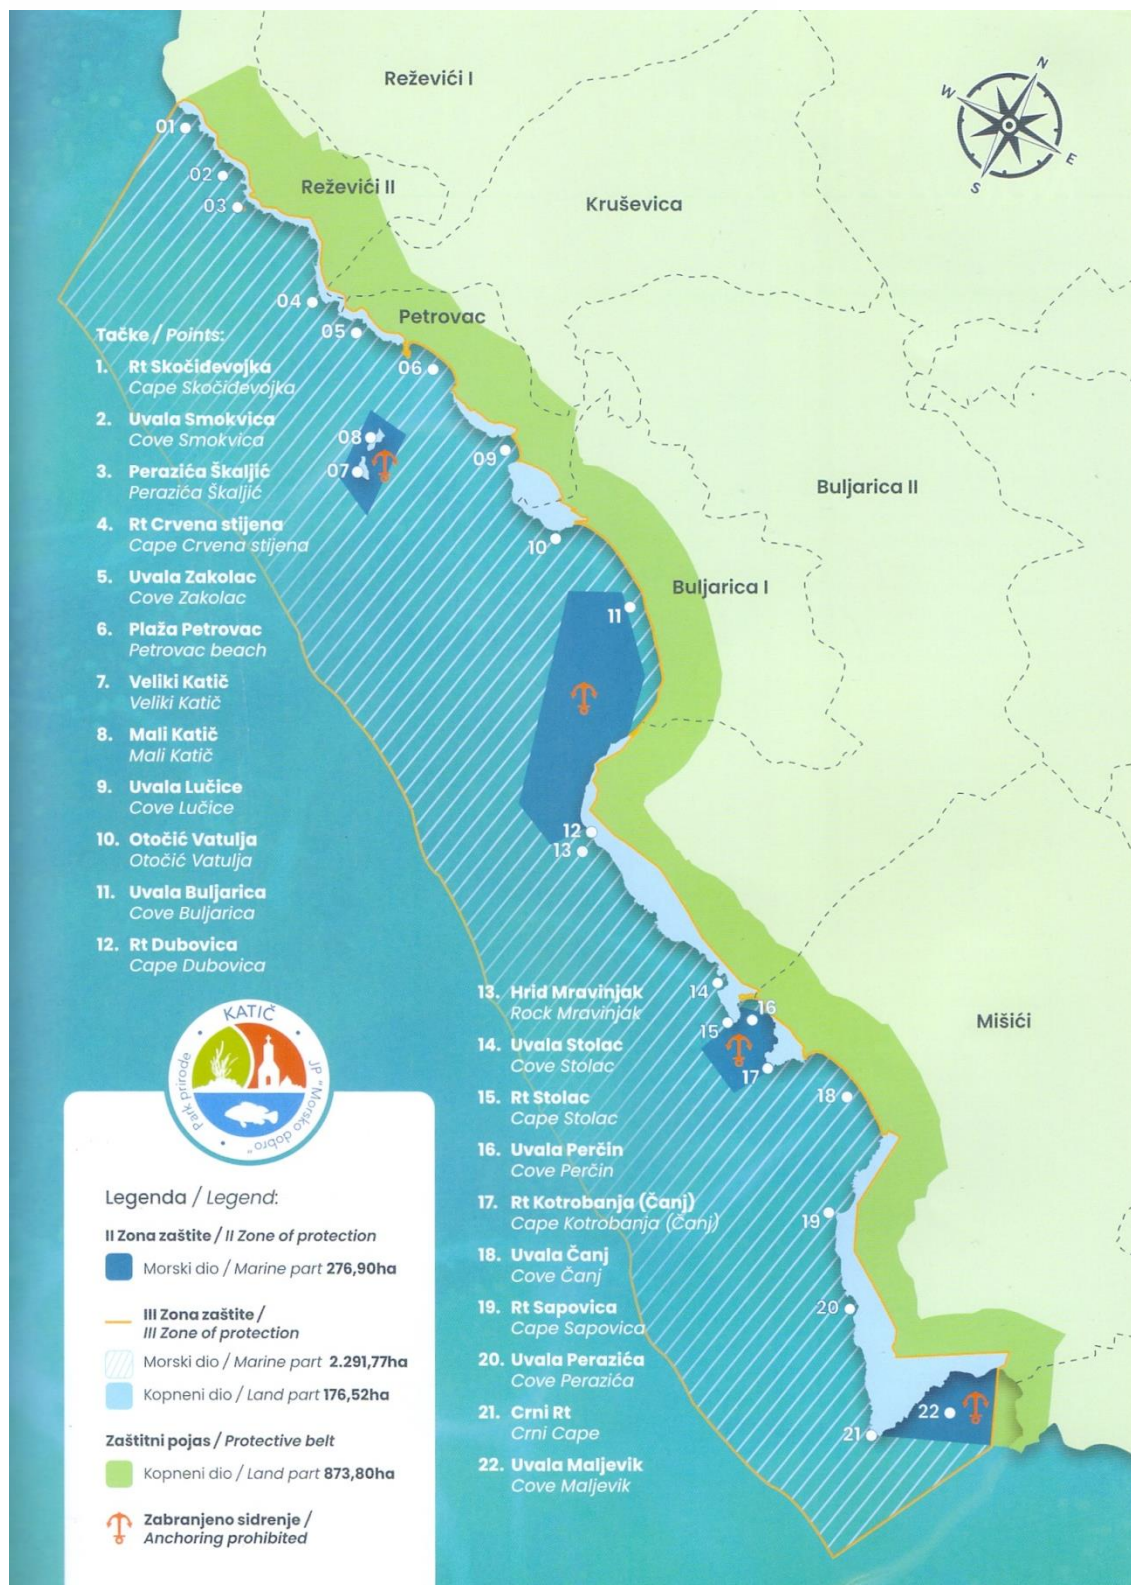 Reževići I
N
W
E
S
01
02
Reževići II
03
Kruševica
04
Petrovac
05
06
08
07
09
10
Buljarica II
Buljarica I
11
12
13
14
15
16
17
Mišići
18
19
20
22
21
Tačke / Points:
1. Rt Skočiđevojka
Cape Skočiđevojka
2. Uvala Smokvica
Cove Smokvica
3. Perazića Škaljić
Perazića Škaljić
4. Rt Crvena stijena
Cape Crvena stijena
5. Uvala Zakolac
Cove Zakolac
6. Plaža Petrovac
Petrovac beach
7. Veliki Katič
Veliki Katič
8. Mali Katič
Mali Katič
9. Uvala Lučice
Cove Lučice
10. Otočić Vatulja
Otočić Vatulja
11. Uvala Buljarica
Cove Buljarica
12. Rt Dubovica
Cape Dubovica
13. Hrid Mravinjak
Rock Mravinjak
14. Uvala Stolac
Cove Stolac
15. Rt Stolac
Cape Stolac
16. Uvala Perčin
Cove Perčin
17. Rt Kotrobanja (Čanj)
Cape Kotrobanja (Čanj)
18. Uvala Čanj
Cove Čanj
19. Rt Sapovica
Cape Sapovica
20. Uvala Perazića
Cove Perazića
21. Crni Rt
Crni Cape
22. Uvala Maljevik
Cove Maljevik
KATIČ
Park prirode
JP "Morsko dobro"
Legenda / Legend:
II Zona zaštite / II Zone of protection
Morski dio / Marine part 276,90ha
III Zona zaštite /
III Zone of protection
Morski dio / Marine part 2.291,77ha
Kopneni dio / Land part 176,52ha
Zaštitni pojas / Protective belt
Kopneni dio / Land part 873,80ha
Zabranjeno sidrenje /
Anchoring prohibited